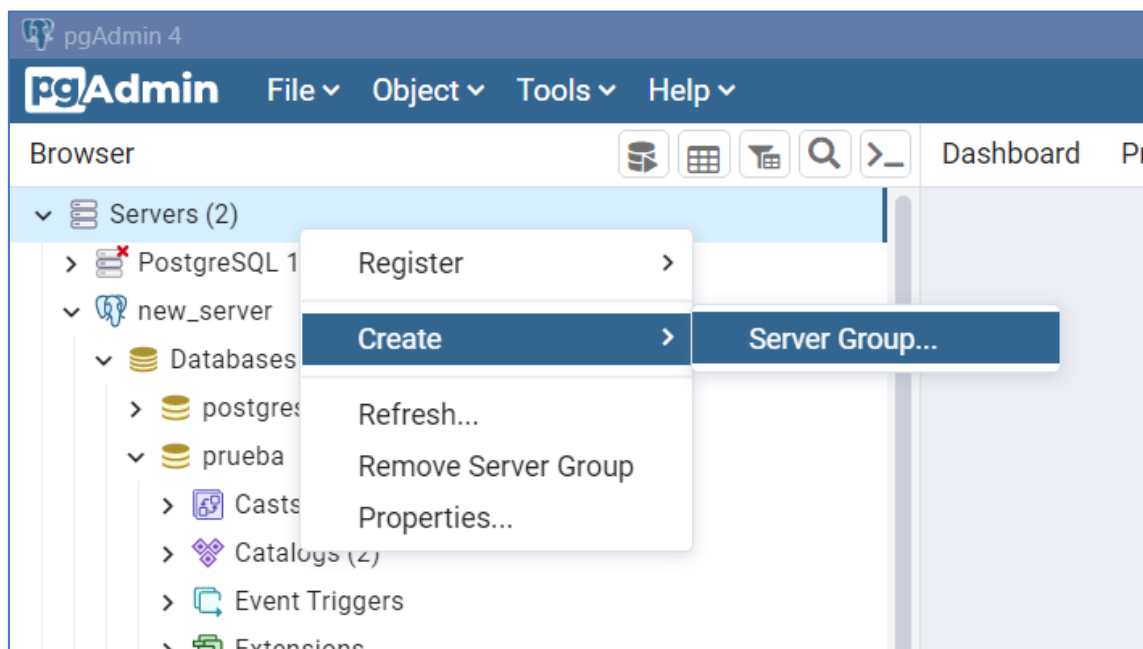 pgAdmin 4
pgAdmin File Object Tools Help
Browser Dashboard
Servers (2)
PostgreSQL 1
Register
new_server
Create Server Group...
Databases
Refresh...
prueba
Remove Server Group
Casts
Properties...
Catalogs (2)
Event Triggers
Extensions